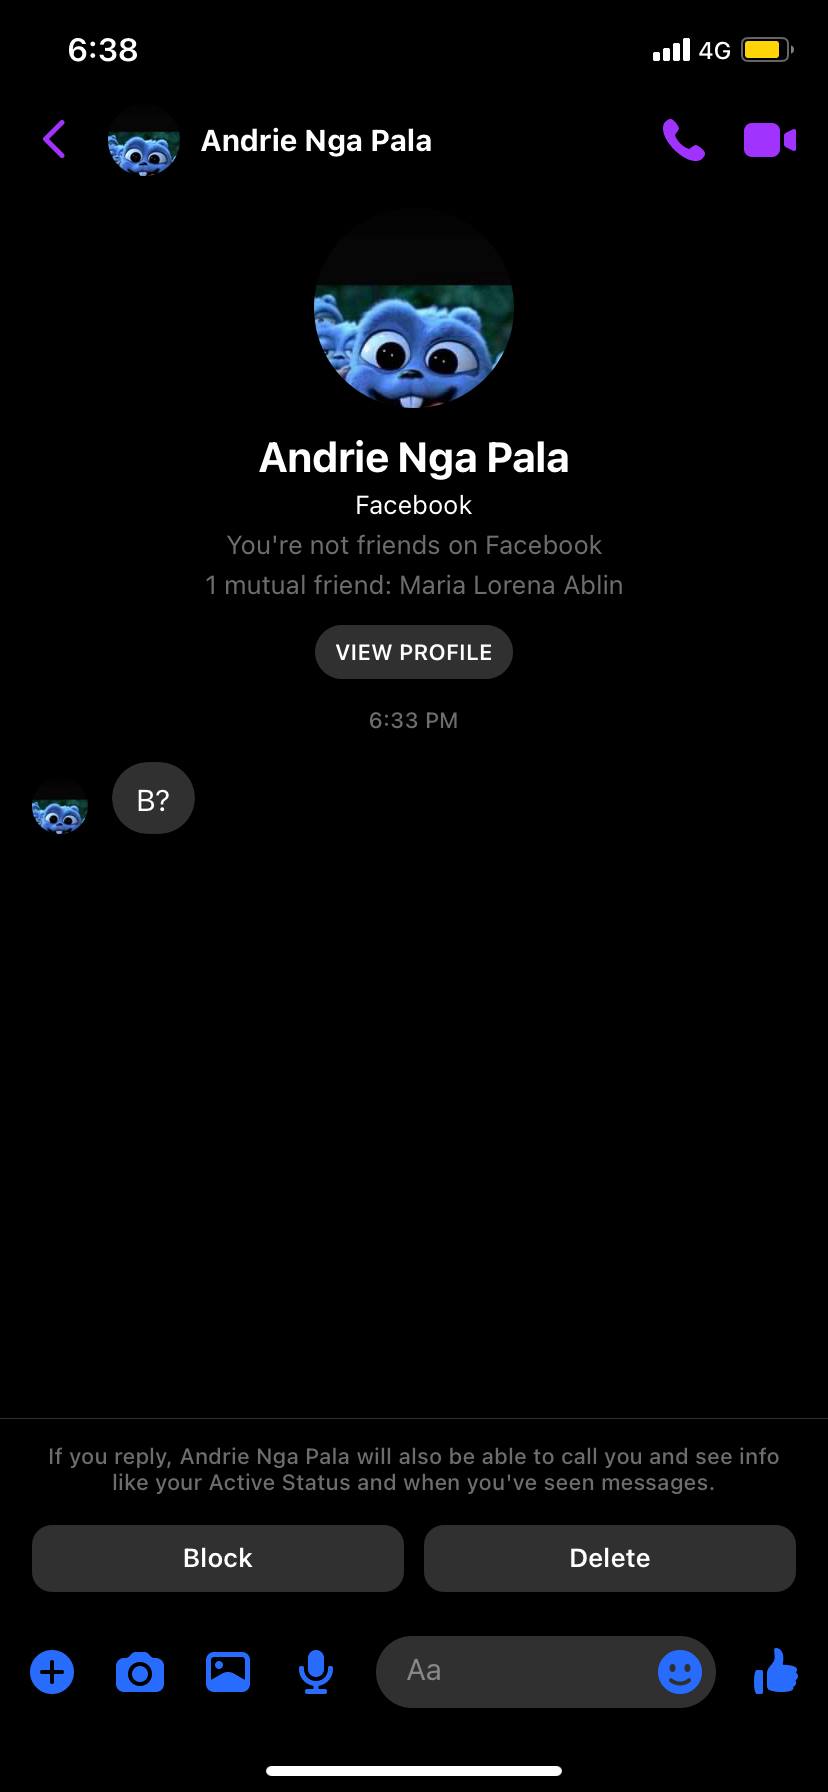 6:38
4G
Andrie Nga Pala
Andrie Nga Pala
Facebook
You're not friends on Facebook
1 mutual friend: Maria Lorena Ablin
VIEW PROFILE
6:33 PM
B?
If you reply, Andrie Nga Pala will also be able to call you and see info
like your Active Status and when you've seen messages.
Block
Delete
Aa